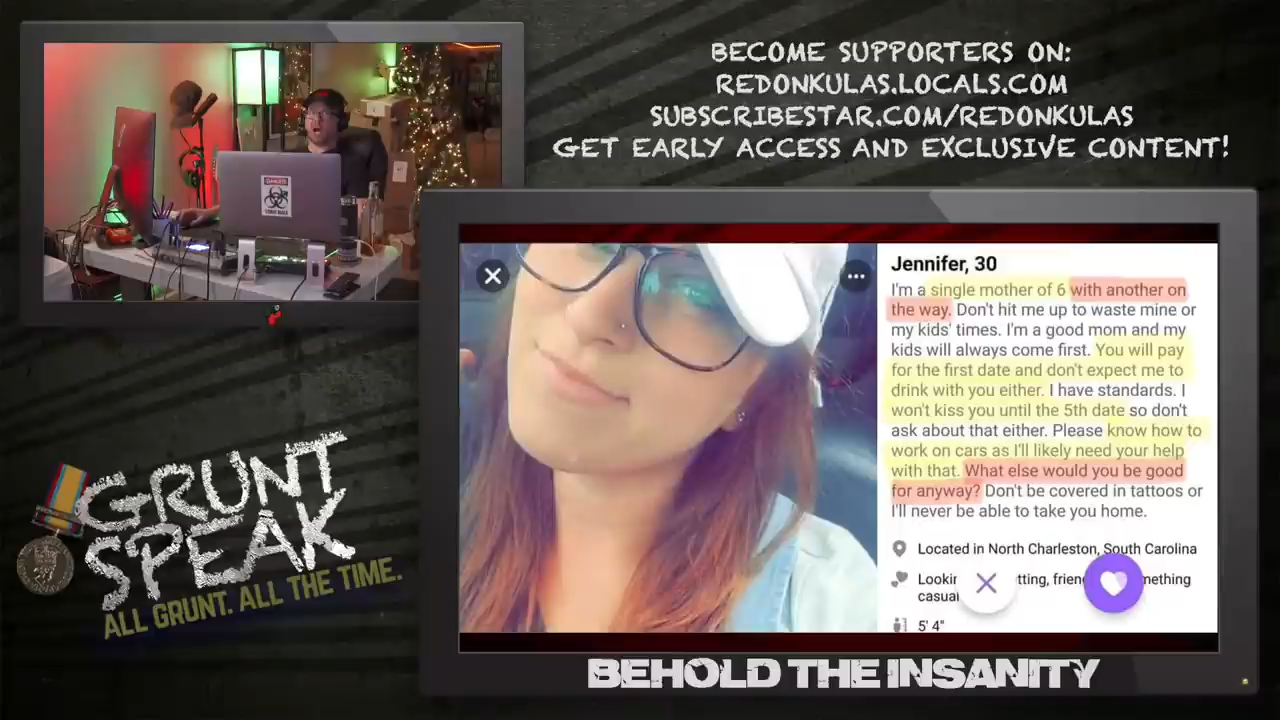 BECOME SUPPORTERS ON:
REDONKULAS.LOCALS.COM
SUBSCRIBESTAR.COM/REDONKULAS
GET EARLY ACCESS AND EXCLUSIVE CONTENT!
Jennifer, 30
I'm a single mother of 6 with another on
the way. Don't hit me up to waste mine or
my kids' times. I'm a good mom and my
kids will always come first. You will pay
for the first date and don't expect me to
drink with you either. I have standards. I
won't kiss you until the 5th date so don't
ask about that either. Please know how to
work on cars as I'll likely need your help
with that. What else would you be good
for anyway? Don't be covered in tattoos or
I'll never be able to take you home.
Located in North Charleston, South Carolina
Lookin tting, frien mething
casua
5' 4"
GRUNT
SPEAK
ALL GRUNT. ALL THE TIME.
BEHOLD THE INSANITY